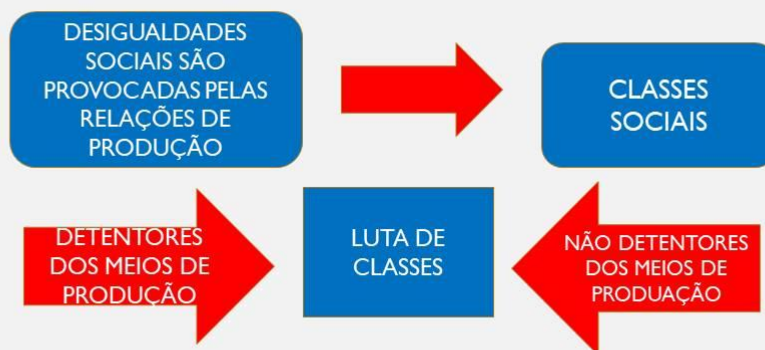 DESIGUALDADES
SOCIAIS SÃO
PROVOCADAS PELAS
RELAÇÕES DE
PRODUÇÃO
CLASSES
SOCIAIS
DETENTORES
DOS MEIOS DE
PRODUÇÃO
LUTA DE
CLASSES
NÃO DETENTORES
DOS MEIOS DE
PRODUAÇÃO